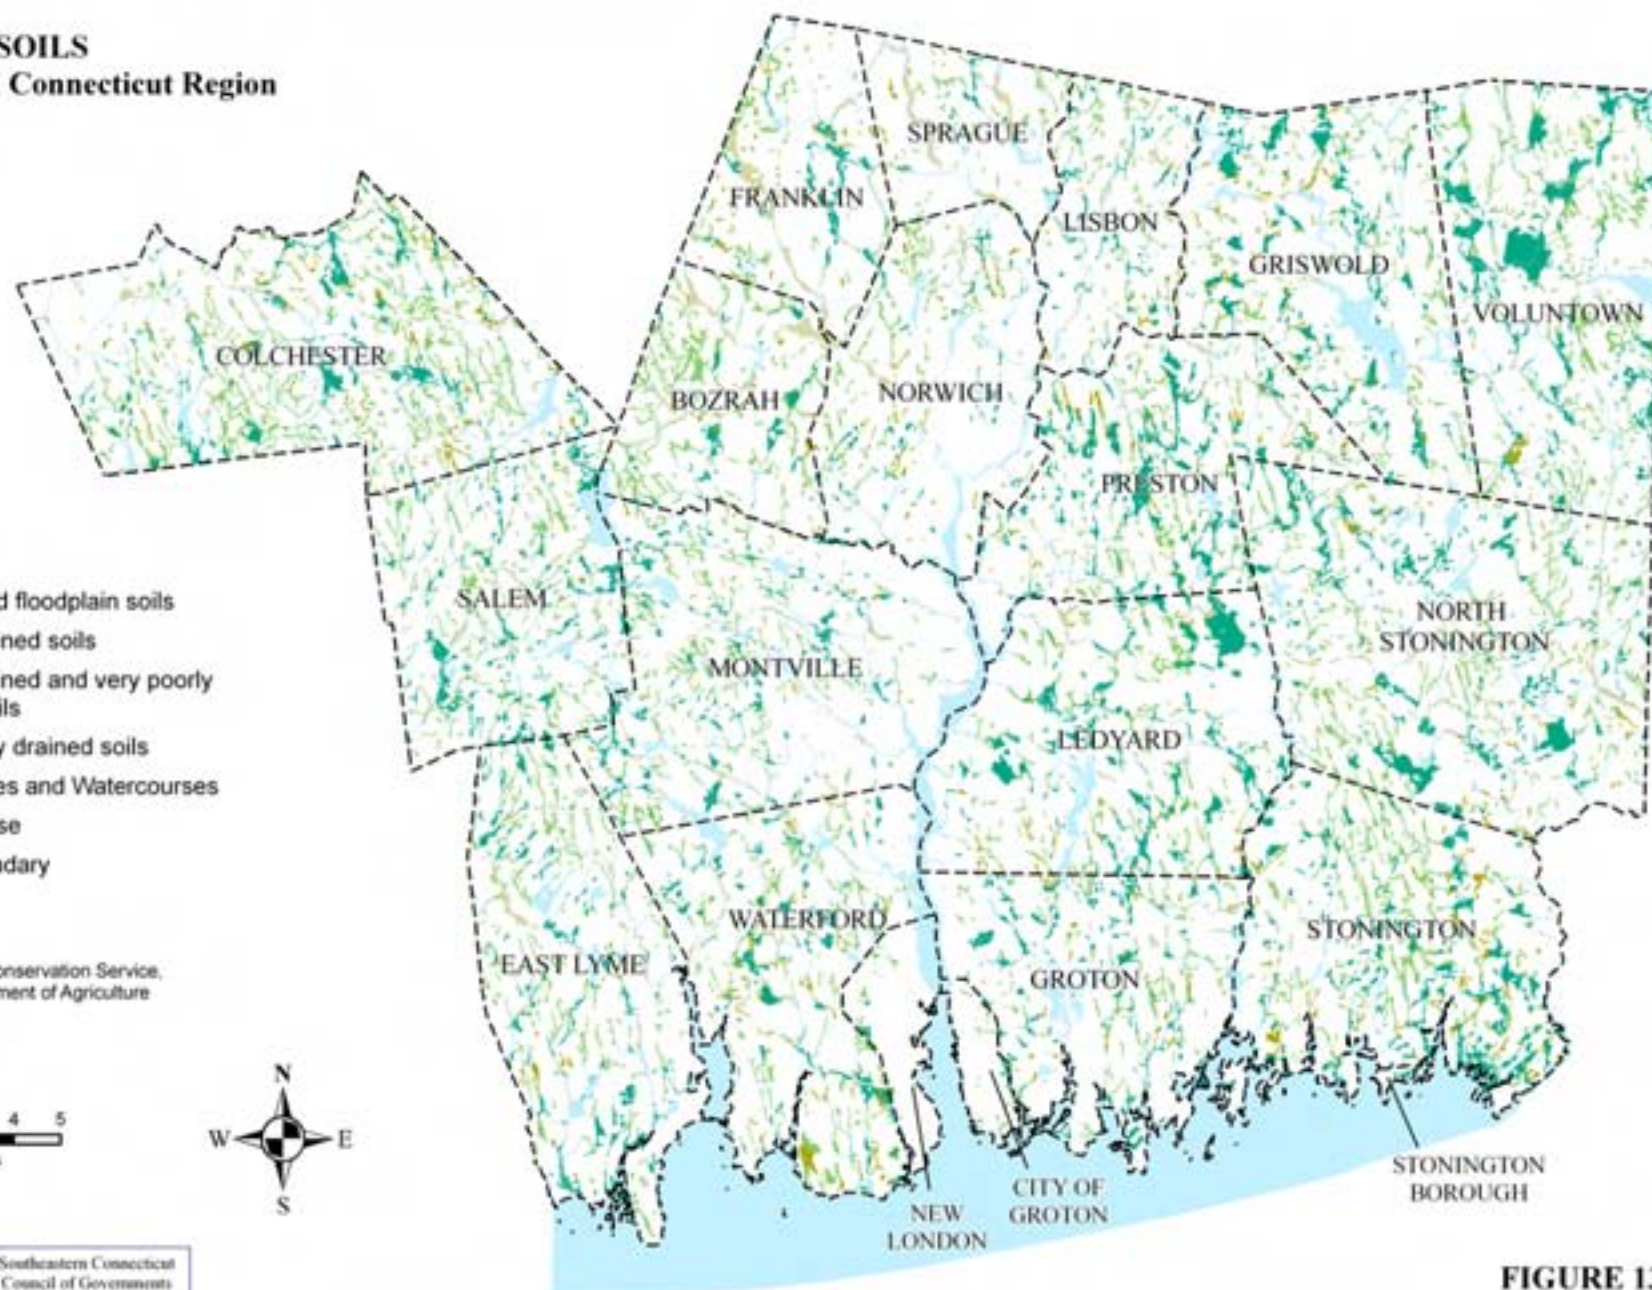 SOILS
Connecticut Region
SPRAGUE
FRANKLIN
LISBON
GRISWOLD
VOLUNTOWN
COLCHESTER
BOZRAH
NORWICH
PRESTON
d floodplain soils
ned soils
ned and very poorly
ils
y drained soils
es and Watercourses
se
ndary
SALEM
MONTVILLE
NORTH
STONINGTON
LEDYARD
WATERFORD
EAST LYME
GROTON
STONINGTON
onservation Service,
ment of Agriculture
4 5
N
W E
S
NEW
LONDON
CITY OF
GROTON
STONINGTON
BOROUGH
Southeastern Connecticut
Council of Governments
FIGURE 1